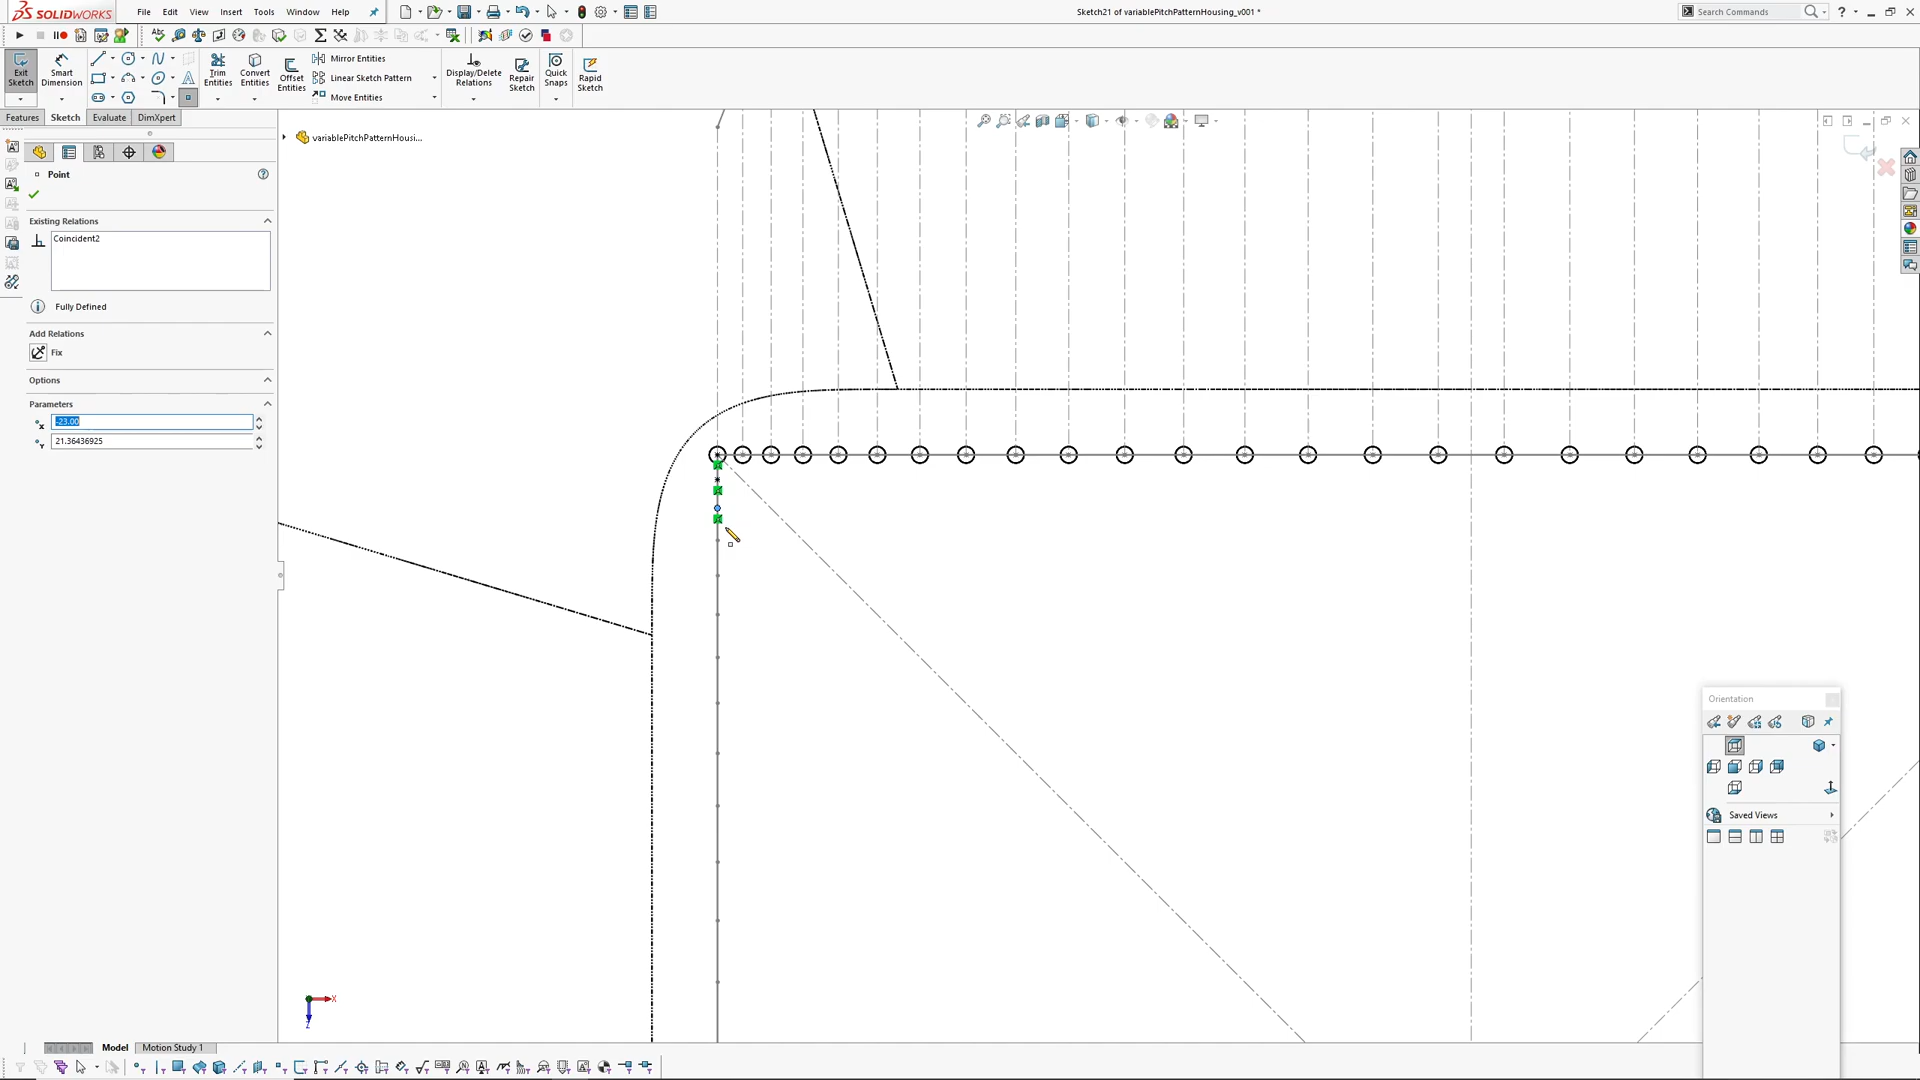 SOLIDWORKS File Edit View Insert Tools Window Help Sketch21 of variablePitchPatternHousing_v001 * Search Commands
Exit Sketch
Smart Dimension
Trim Entities
Convert Entities
Offset Entities
Mirror Entities
Linear Sketch Pattern
Move Entities
Display/Delete Relations
Repair Sketch
Quick Snaps
Rapid Sketch
Features Sketch Evaluate DimXpert
variablePitchPatternHousi...
Point
Existing Relations
Coincident2
Fully Defined
Add Relations
Fix
Options
Parameters
-23.00
21.36436925
Orientation
Saved Views
X
Z
Model Motion Study 1